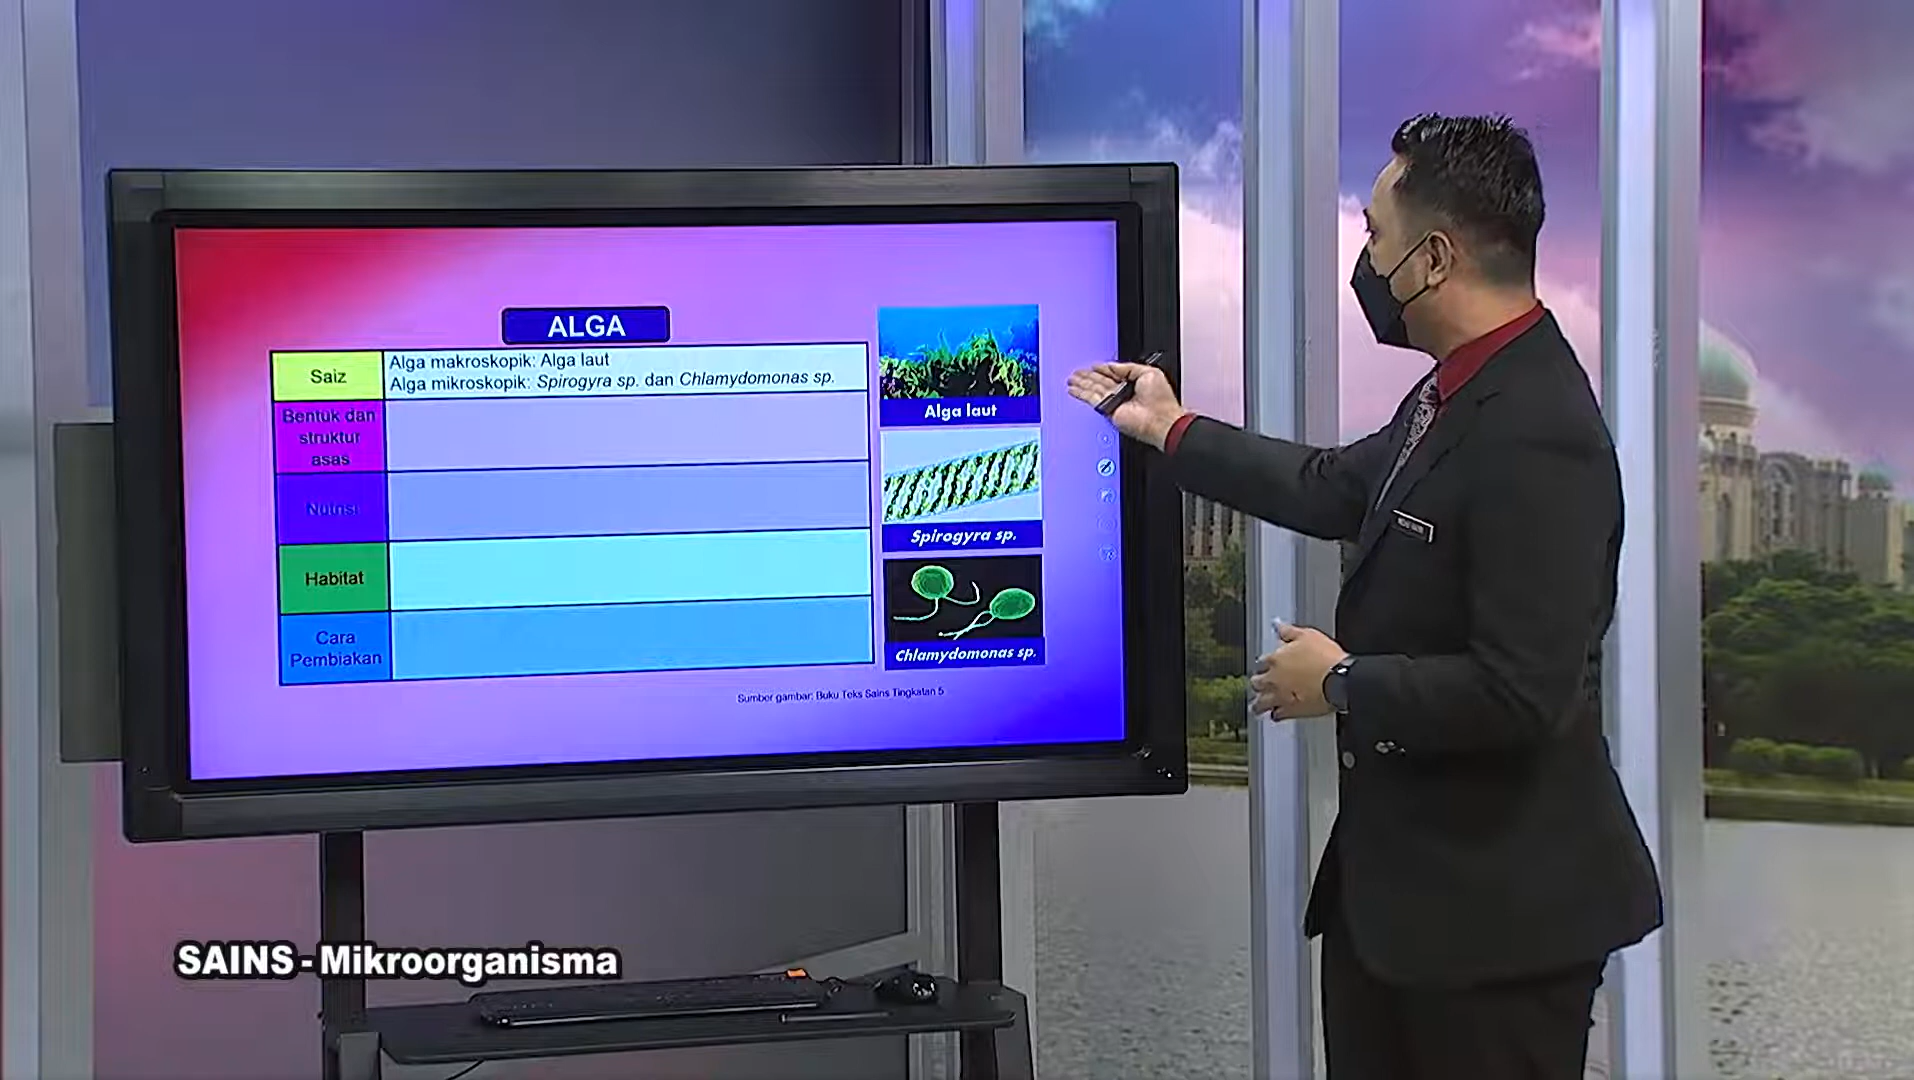 ALGA
Saiz
Alga makroskopik: Alga laut
Alga mikroskopik: Spirogyra sp. dan Chlamydomonas sp.
Bentuk dan
struktur
asas
Nutrisi
Habitat
Cara
Pembiakan
Alga laut
Spirogyra sp.
Chlamydomonas sp.
Sumber gambar: Buku Teks Sains Tingkatan 5
SAINS - Mikroorganisma